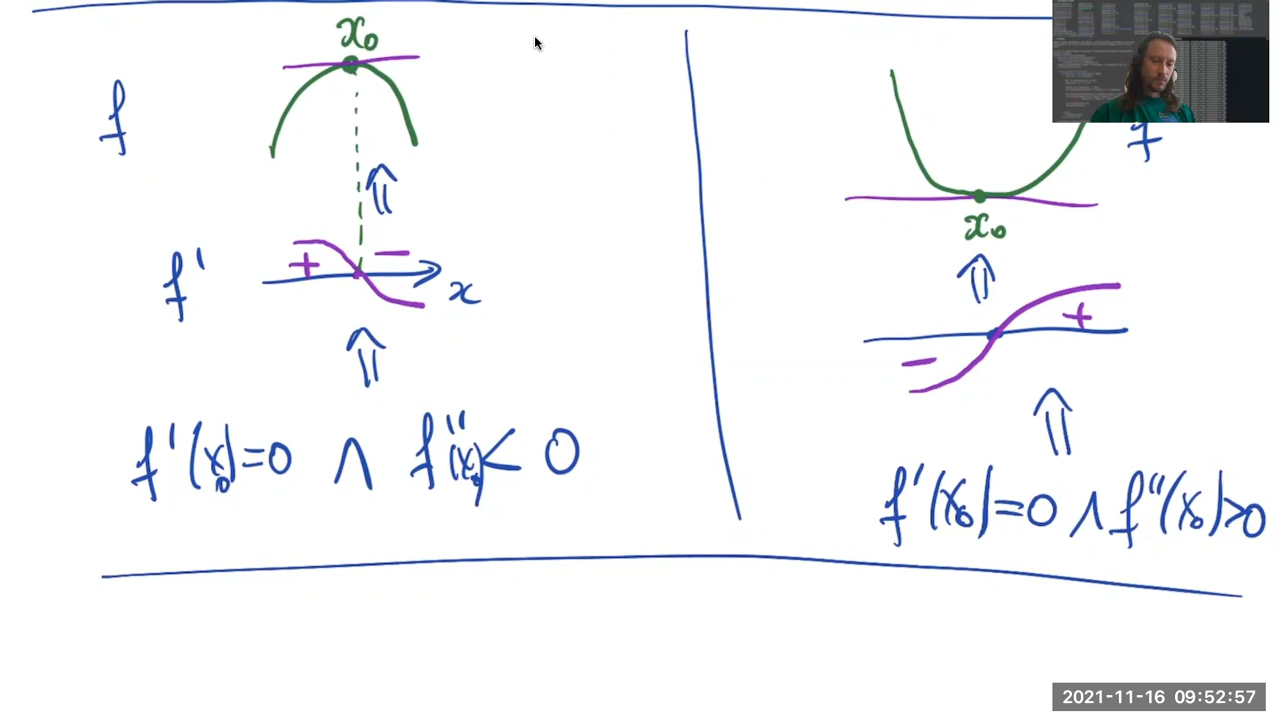 x₀
f
f'
+
−
x
f'(x₀)=0 ∧ f''(x₀)<0
f
x₀
−
+
f'(x₀)=0 ∧ f''(x₀)>0
2021-11-16 09:52:57